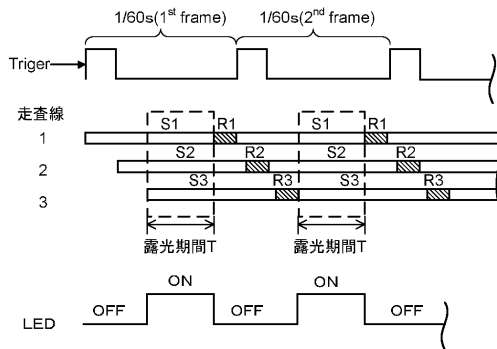 1/60s(1st frame) 1/60s(2nd frame)
Triger
走査線
S1 R1 S1 R1
1
S2 R2 S2 R2
2
S3 R3 S3 R3
3
露光期間T 露光期間T
ON ON
OFF OFF OFF
LED